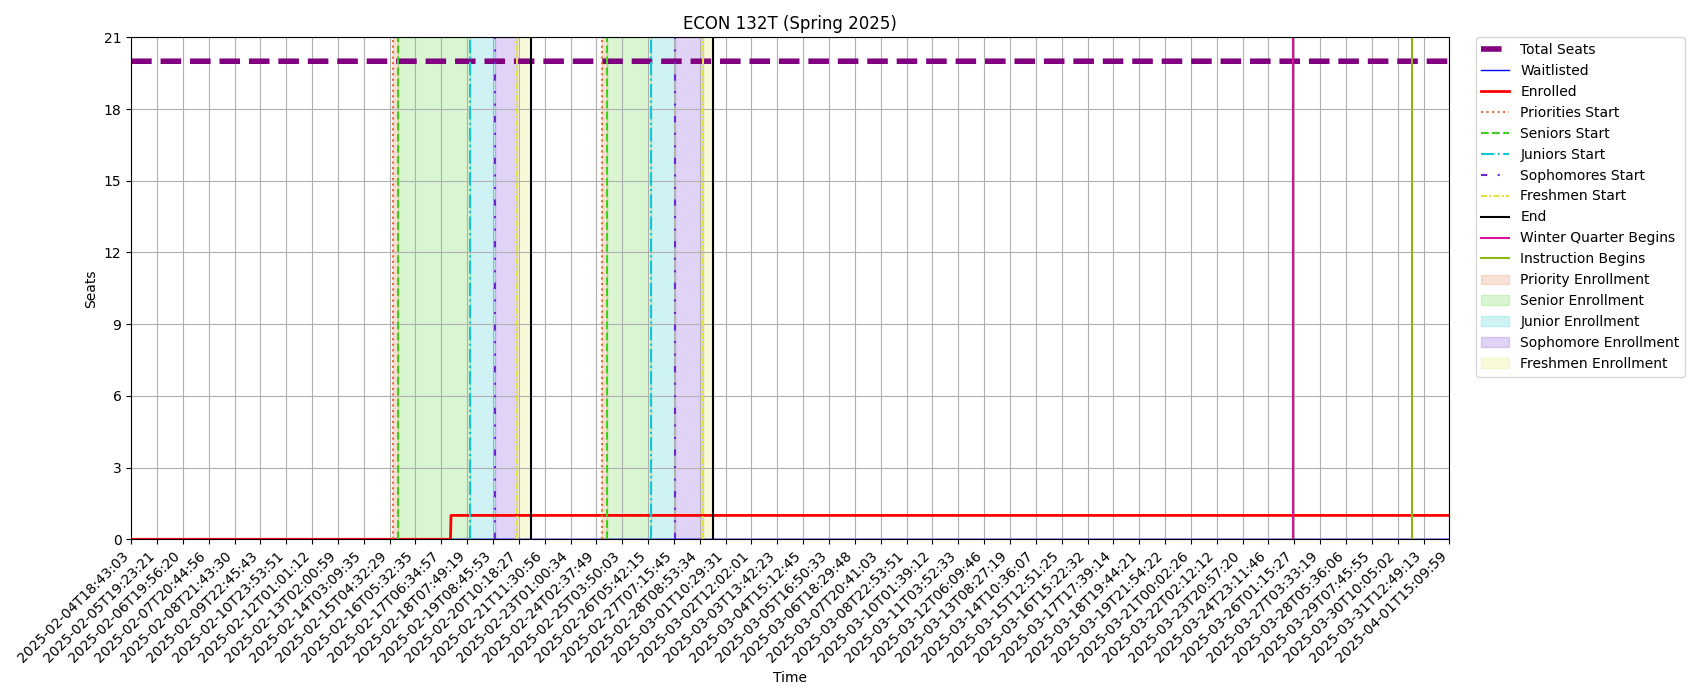 ECON 132T (Spring 2025)
21
18
15
12
9
6
3
0
Seats
2025-02-04T18:43:03
2025-02-05T19:23:21
2025-02-06T19:56:20
2025-02-07T20:44:56
2025-02-08T21:43:30
2025-02-09T22:45:43
2025-02-10T23:53:51
2025-02-12T01:01:12
2025-02-13T02:00:59
2025-02-14T03:09:35
2025-02-15T04:32:29
2025-02-16T05:32:35
2025-02-17T06:34:57
2025-02-18T07:49:19
2025-02-19T08:45:53
2025-02-20T10:18:27
2025-02-21T11:30:56
2025-02-23T01:00:34
2025-02-24T02:37:49
2025-02-25T03:50:03
2025-02-26T05:42:15
2025-02-27T07:15:45
2025-02-28T08:53:34
2025-03-01T10:29:31
2025-03-02T12:02:01
2025-03-03T13:42:23
2025-03-04T15:12:45
2025-03-05T16:50:33
2025-03-06T18:29:48
2025-03-07T20:41:03
2025-03-08T22:53:51
2025-03-10T01:39:12
2025-03-11T03:52:33
2025-03-12T06:09:46
2025-03-13T08:27:19
2025-03-14T10:36:07
2025-03-15T12:51:25
2025-03-16T15:22:32
2025-03-17T17:39:14
2025-03-18T19:44:21
2025-03-19T21:54:22
2025-03-21T00:02:26
2025-03-22T02:12:12
2025-03-23T20:57:20
2025-03-24T23:11:46
2025-03-26T01:15:27
2025-03-27T03:33:19
2025-03-28T05:36:06
2025-03-29T07:45:55
2025-03-30T10:05:02
2025-03-31T12:49:13
2025-04-01T15:09:59
Time
Total Seats
Waitlisted
Enrolled
Priorities Start
Seniors Start
Juniors Start
Sophomores Start
Freshmen Start
End
Winter Quarter Begins
Instruction Begins
Priority Enrollment
Senior Enrollment
Junior Enrollment
Sophomore Enrollment
Freshmen Enrollment